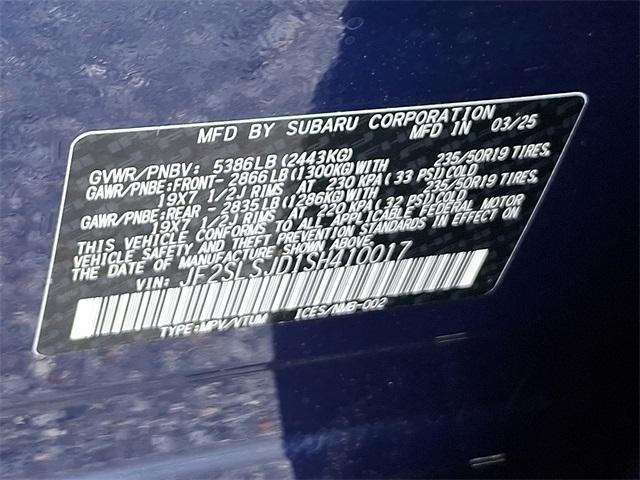 MFD BY SUBARU CORPORATION
MFD IN 03/25
GVWR/PNBV: 5386LB(2443KG)
GAWR/PNBE:FRONT-2866LB(1300KG)WITH 235/50R19 TIRES,
19X7 1/2J RIMS AT 230 KPA(33 PSI)COLD
GAWR/PNBE:REAR -2835LB(1286KG)WITH 235/50R19 TIRES,
19X7 1/2J RIMS AT 220 KPA(32 PSI)COLD
THIS VEHICLE CONFORMS TO ALL APPLICABLE FEDERAL MOTOR
VEHICLE SAFETY AND THEFT PREVENTION STANDARDS IN EFFECT ON
THE DATE OF MANUFACTURE SHOWN ABOVE.
VIN: JF2SLSJD1SH410017
TYPE:MPV/VTUM ICES/NMB-002